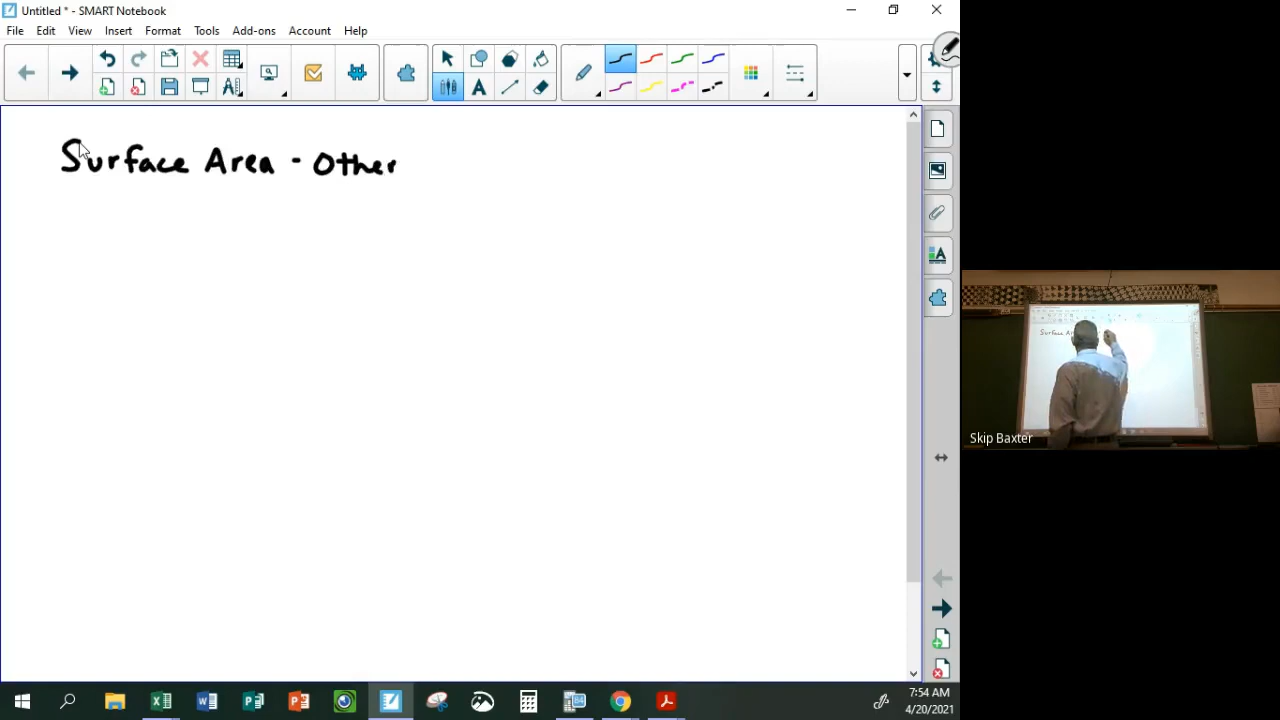 Untitled * - SMART Notebook
File Edit View Insert Format Tools Add-ons Account Help
Surface Area - Other
Skip Baxter
7:54 AM
4/20/2021